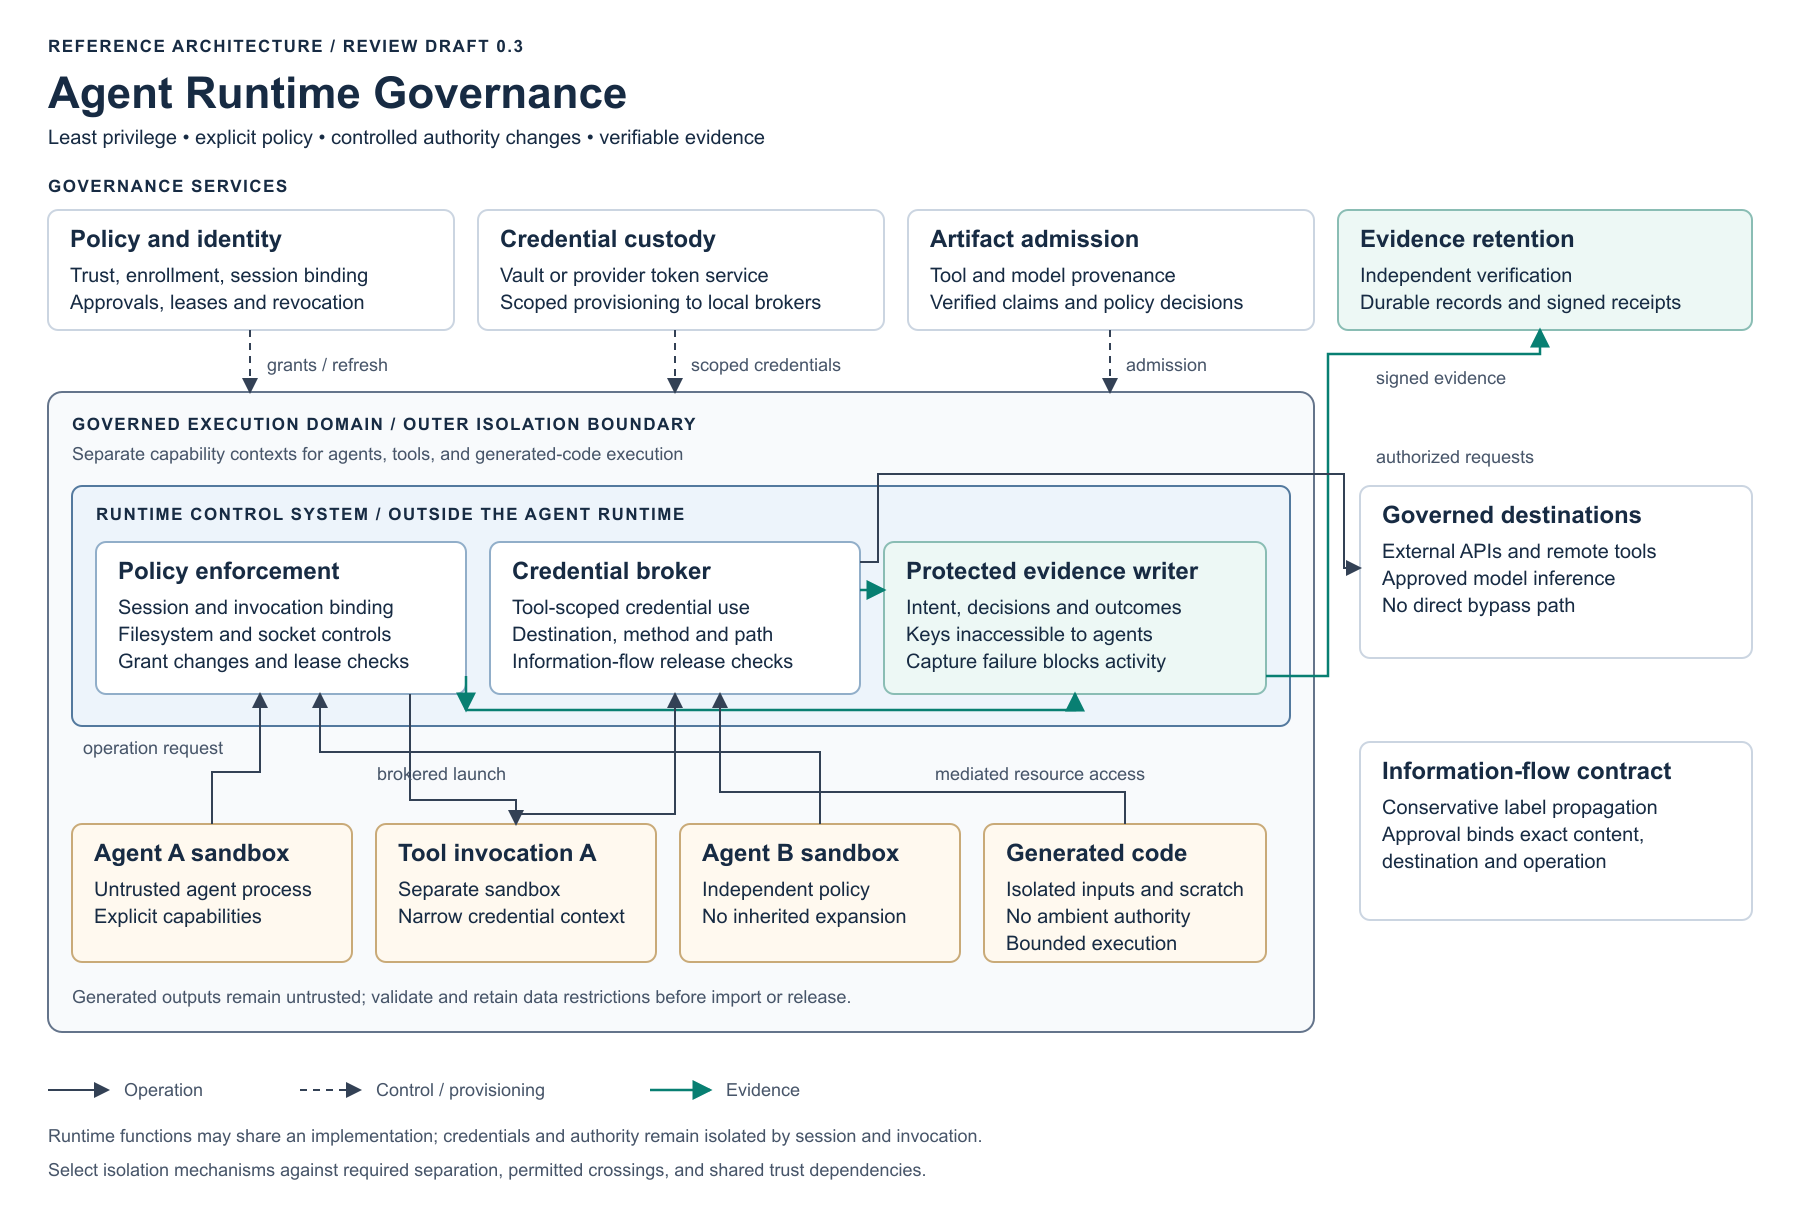 REFERENCE ARCHITECTURE / REVIEW DRAFT 0.3
Agent Runtime Governance
Least privilege • explicit policy • controlled authority changes • verifiable evidence
GOVERNANCE SERVICES
Policy and identity
Trust, enrollment, session binding
Approvals, leases and revocation
Credential custody
Vault or provider token service
Scoped provisioning to local brokers
Artifact admission
Tool and model provenance
Verified claims and policy decisions
Evidence retention
Independent verification
Durable records and signed receipts
grants / refresh
scoped credentials
admission
signed evidence
GOVERNED EXECUTION DOMAIN / OUTER ISOLATION BOUNDARY
Separate capability contexts for agents, tools, and generated-code execution
authorized requests
RUNTIME CONTROL SYSTEM / OUTSIDE THE AGENT RUNTIME
Policy enforcement
Session and invocation binding
Filesystem and socket controls
Grant changes and lease checks
Credential broker
Tool-scoped credential use
Destination, method and path
Information-flow release checks
Protected evidence writer
Intent, decisions and outcomes
Keys inaccessible to agents
Capture failure blocks activity
Governed destinations
External APIs and remote tools
Approved model inference
No direct bypass path
operation request
brokered launch
mediated resource access
Information-flow contract
Conservative label propagation
Approval binds exact content,
destination and operation
Agent A sandbox
Untrusted agent process
Explicit capabilities
Tool invocation A
Separate sandbox
Narrow credential context
Agent B sandbox
Independent policy
No inherited expansion
Generated code
Isolated inputs and scratch
No ambient authority
Bounded execution
Generated outputs remain untrusted; validate and retain data restrictions before import or release.
Operation
Control / provisioning
Evidence
Runtime functions may share an implementation; credentials and authority remain isolated by session and invocation.
Select isolation mechanisms against required separation, permitted crossings, and shared trust dependencies.